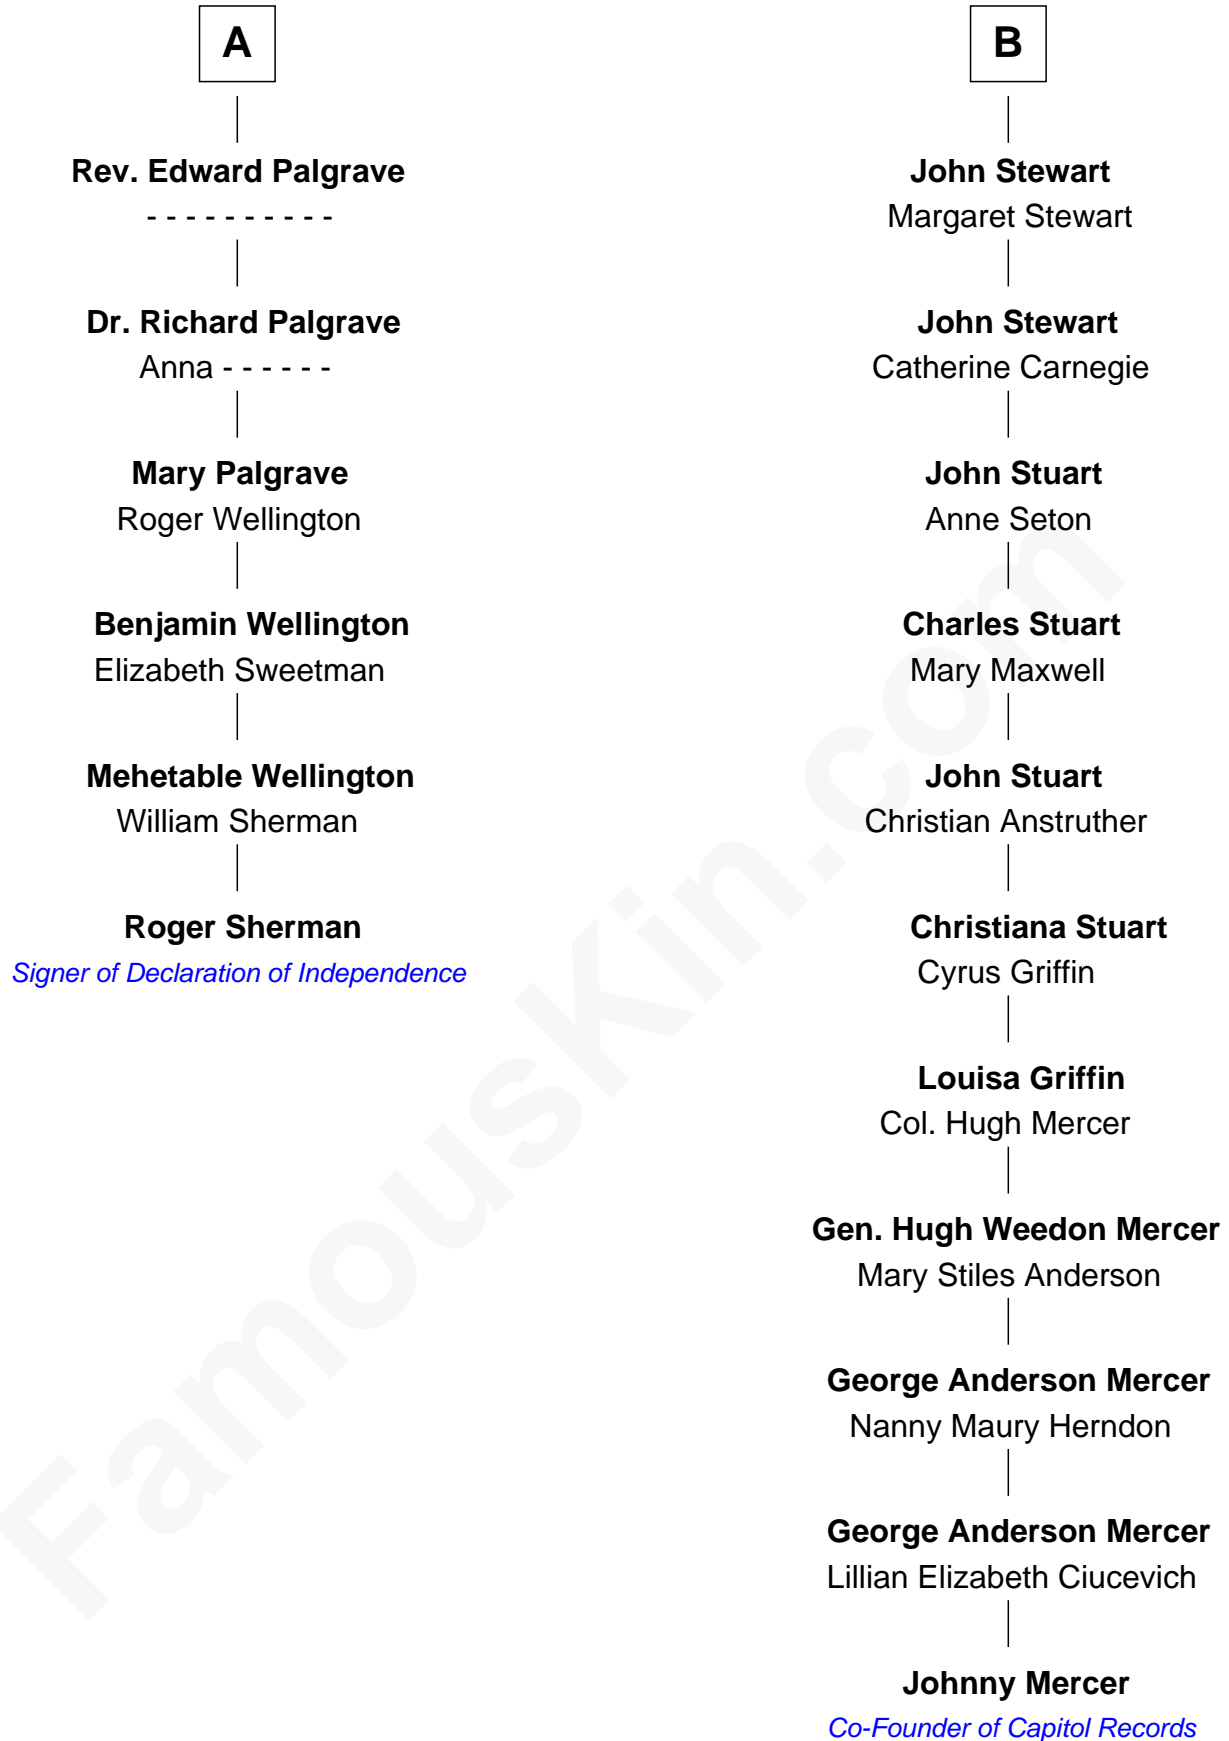 A
Rev. Edward Palgrave
- - - - - - - - - -
Dr. Richard Palgrave
Anna - - - - - -
Mary Palgrave
Roger Wellington
Benjamin Wellington
Elizabeth Sweetman
Mehetable Wellington
William Sherman
Roger Sherman
Signer of Declaration of Independence
B
John Stewart
Margaret Stewart
John Stewart
Catherine Carnegie
John Stuart
Anne Seton
Charles Stuart
Mary Maxwell
John Stuart
Christian Anstruther
Christiana Stuart
Cyrus Griffin
Louisa Griffin
Col. Hugh Mercer
Gen. Hugh Weedon Mercer
Mary Stiles Anderson
George Anderson Mercer
Nanny Maury Herndon
George Anderson Mercer
Lillian Elizabeth Ciucevich
Johnny Mercer
Co-Founder of Capitol Records
FamousKin.com